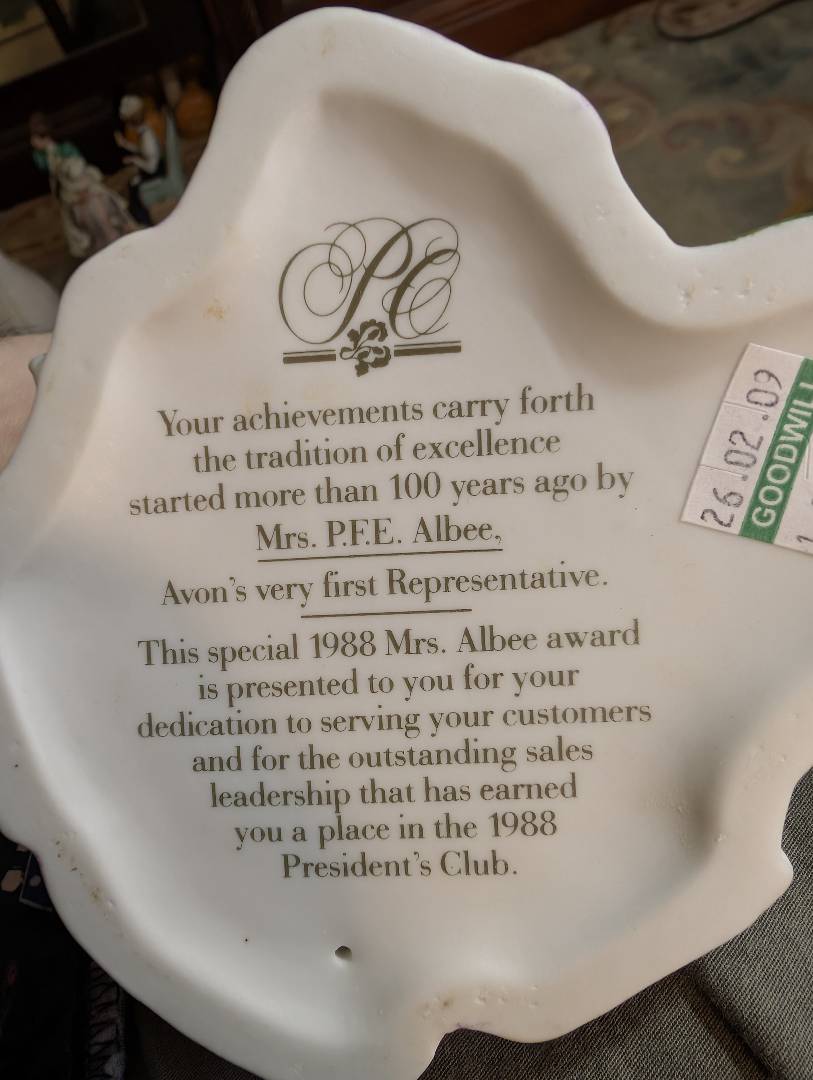 PE
Your achievements carry forth
the tradition of excellence
started more than 100 years ago by
Mrs. P.F.E. Albee,
Avon's very first Representative.
This special 1988 Mrs. Albee award
is presented to you for your
dedication to serving your customers
and for the outstanding sales
leadership that has earned
you a place in the 1988
President's Club.
26.02.09
GOODWILL